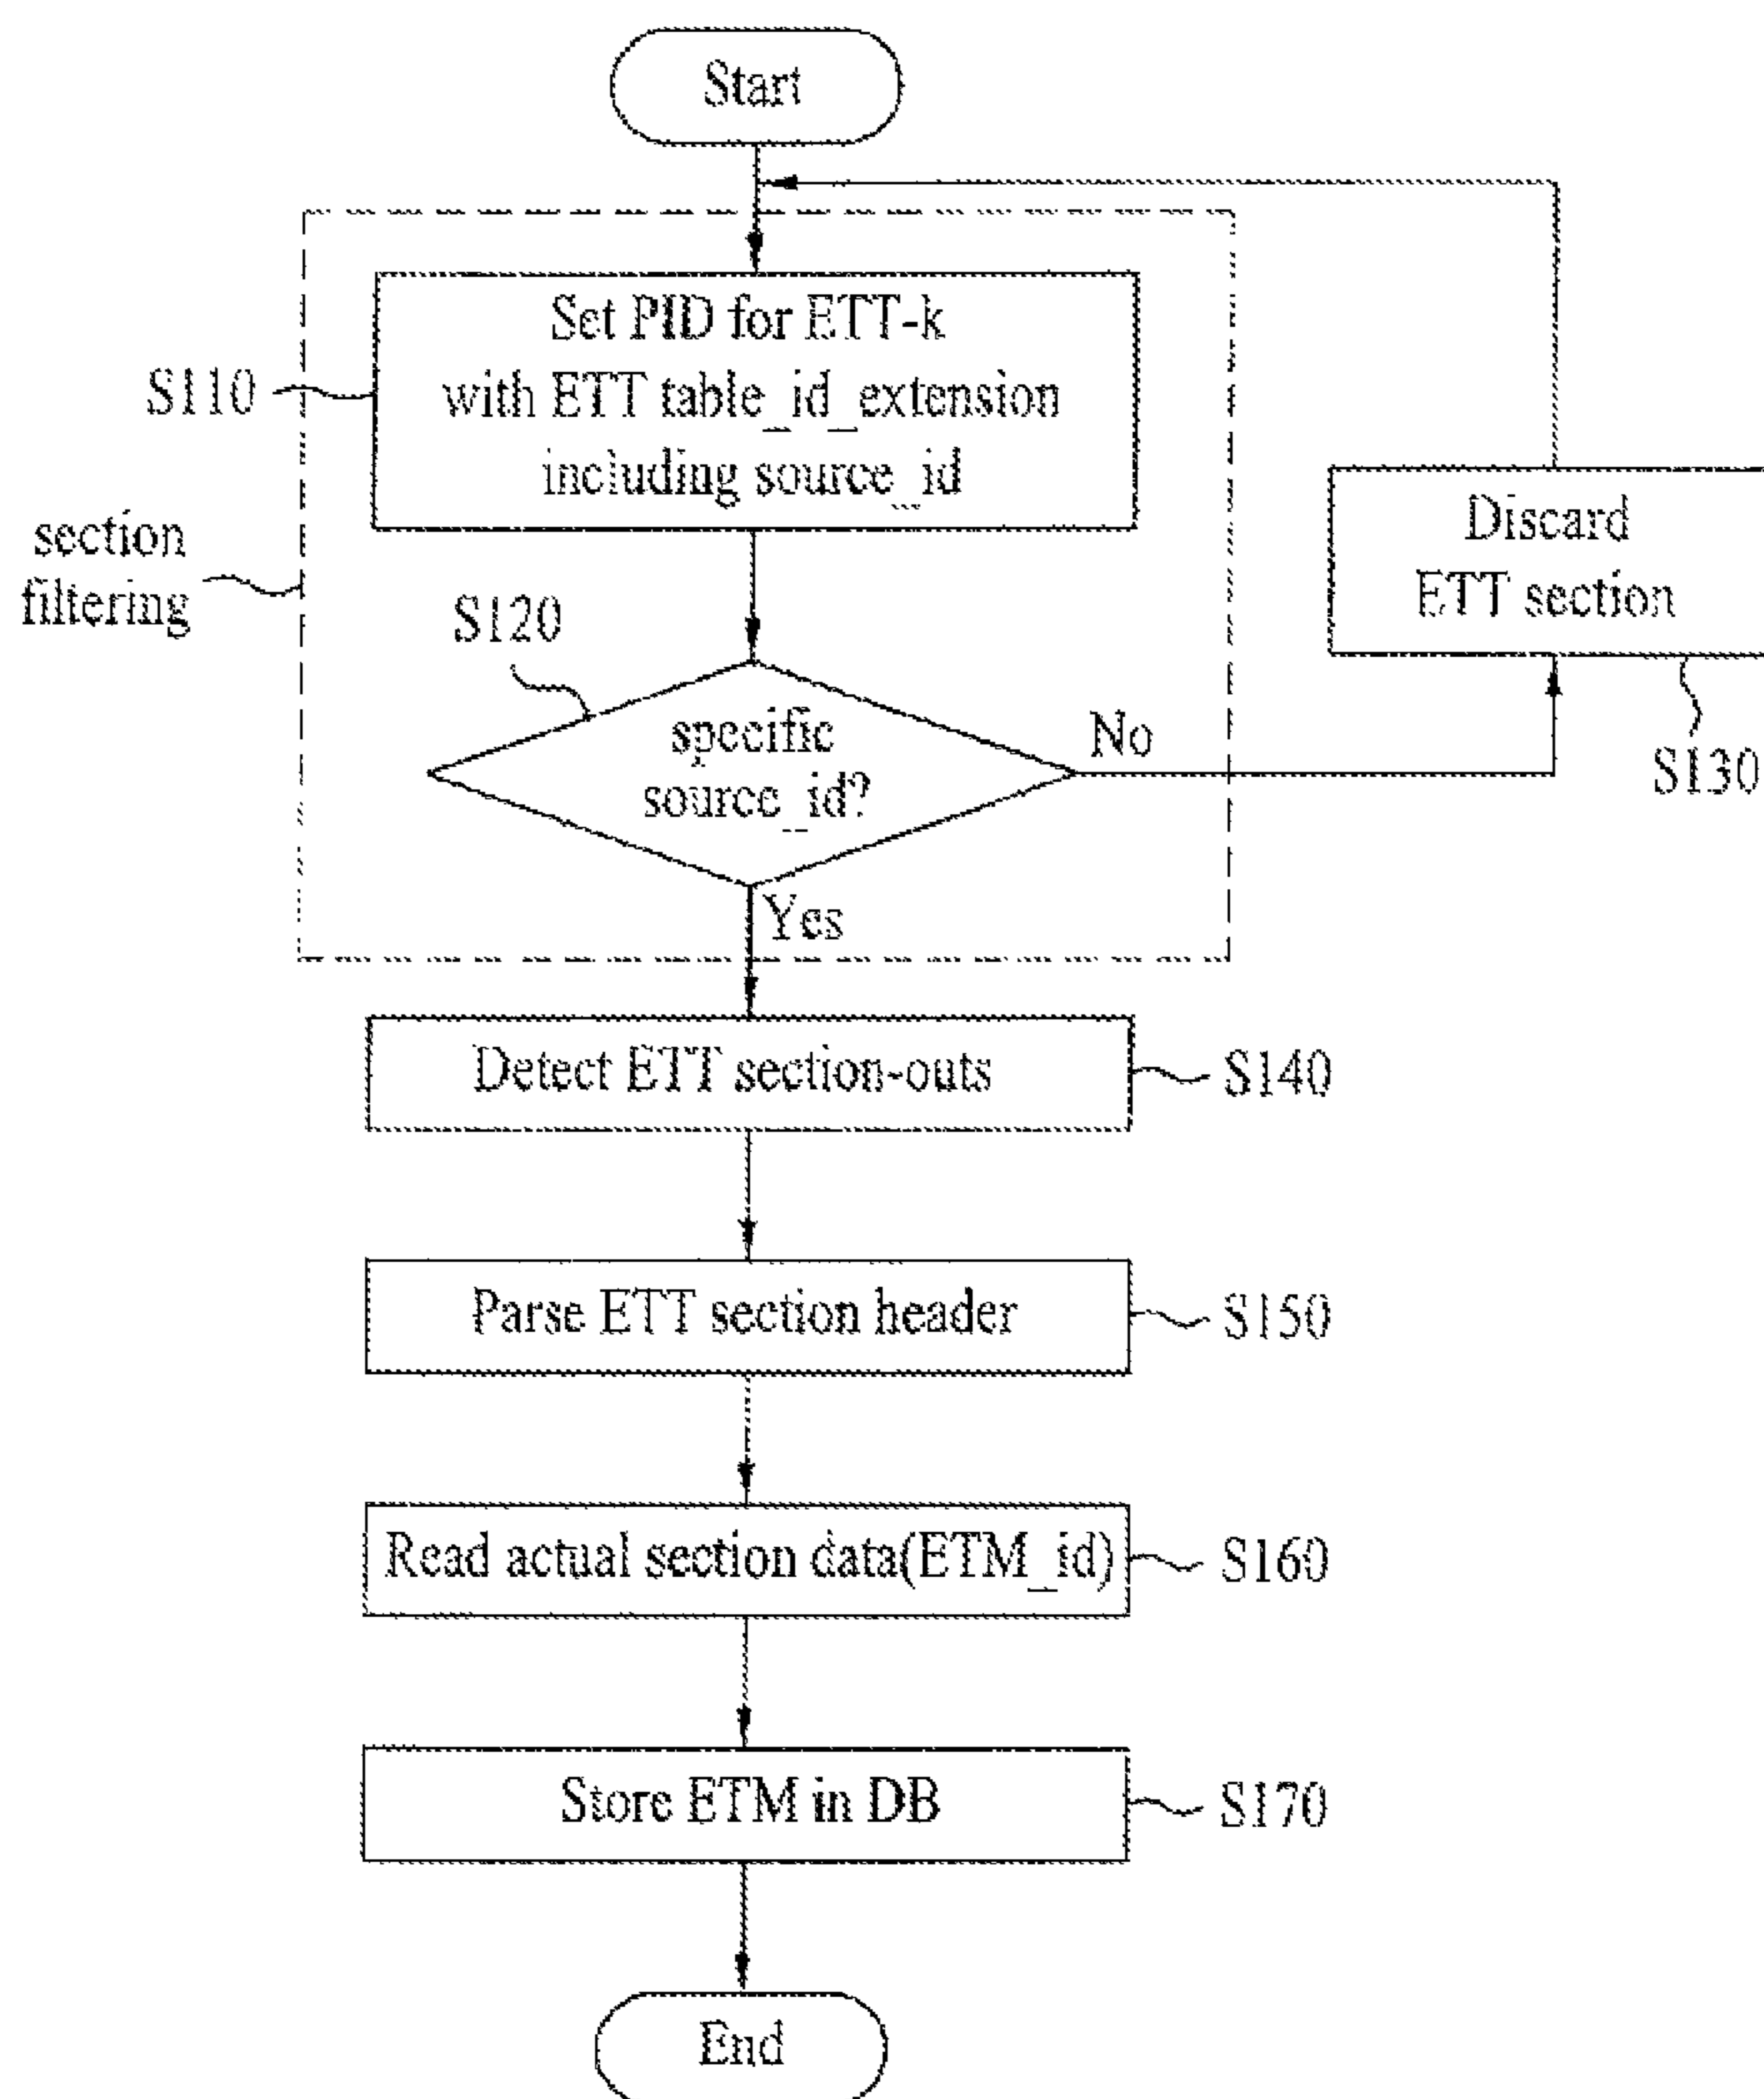 Start
Set PID for ETT-k
with ETT table_id_extension
including source_id
S110
section
filtering
S120
specific
source_id?
No
Yes
Discard
ETT section
S130
Detect ETT section-outs
S140
Parse ETT section header
S150
Read actual section data(ETM_id)
S160
Store ETM in DB
S170
End